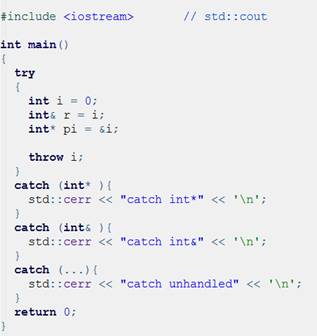 #include <iostream>       // std::cout
int main()
{
  try
  {
    int i = 0;
    int& r = i;
    int* pi = &i;
    throw i;
  }
  catch (int* ){
    std::cerr << "catch int*" << '\n';
  }
  catch (int& ){
    std::cerr << "catch int&" << '\n';
  }
  catch (...){
    std::cerr << "catch unhandled" << '\n';
  }
  return 0;
}